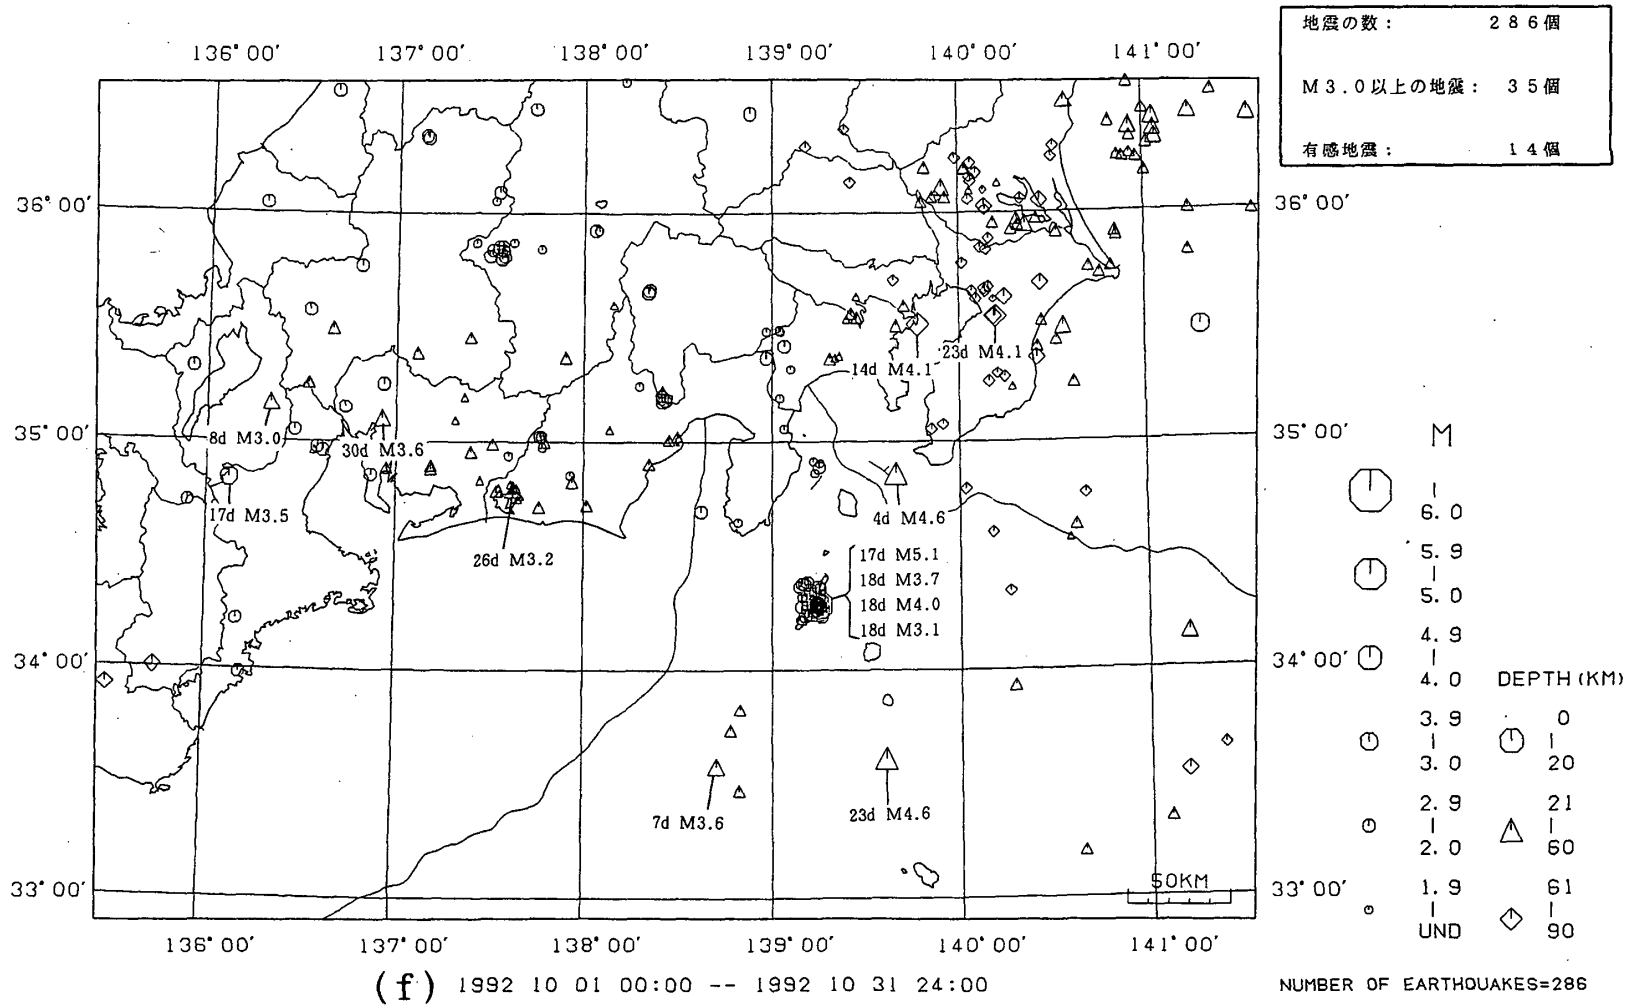 地震の数： 286個
M3.0以上の地震： 35個
有感地震： 14個
136°00′ 137°00′ 138°00′ 139°00′ 140°00′ 141°00′
36°00′ 36°00′
35°00′ 35°00′
34°00′ 34°00′
33°00′ 33°00′
23d M4.1
14d M4.1
8d M3.0
30d M3.6
17d M3.5
4d M4.6
26d M3.2
17d M5.1
18d M3.7
18d M4.0
18d M3.1
7d M3.6
23d M4.6
50KM
136°00′ 137°00′ 138°00′ 139°00′ 140°00′ 141°00′
M
6.0
5.9
5.0
4.9
4.0
3.9
3.0
2.9
2.0
1.9
UND
DEPTH(KM)
0
20
21
60
61
90
(f) 1992 10 01 00:00 -- 1992 10 31 24:00
NUMBER OF EARTHQUAKES=286